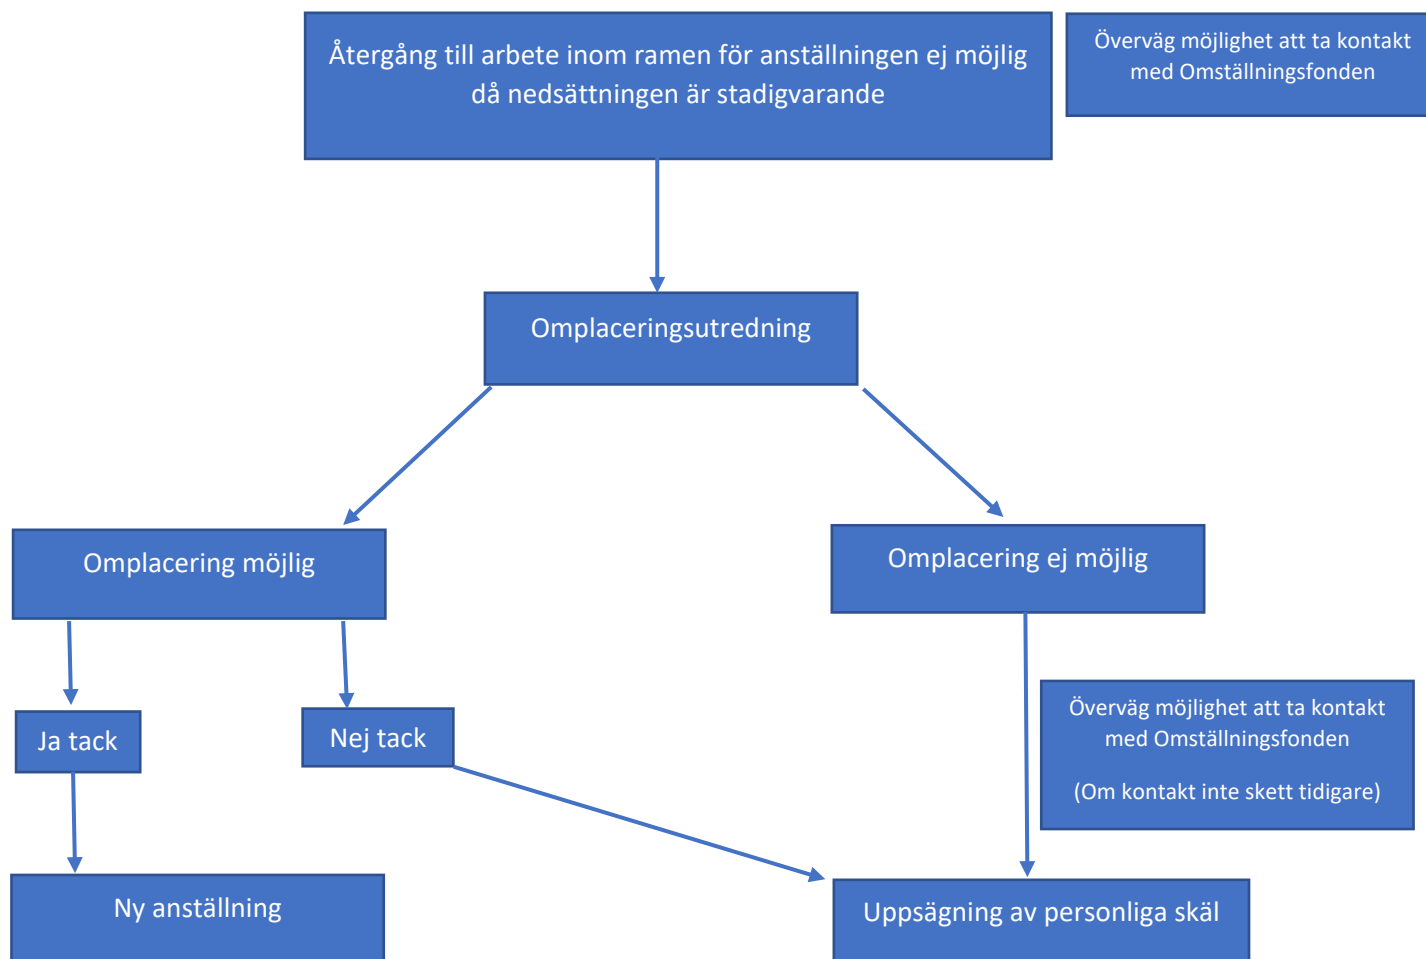 Återgång till arbete inom ramen för anställningen ej möjlig
då nedsättningen är stadigvarande
Överväg möjlighet att ta kontakt
med Omställningsfonden
Omplaceringsutredning
Omplacering möjlig
Omplacering ej möjlig
Ja tack
Nej tack
Överväg möjlighet att ta kontakt
med Omställningsfonden
(Om kontakt inte skett tidigare)
Ny anställning
Uppsägning av personliga skäl